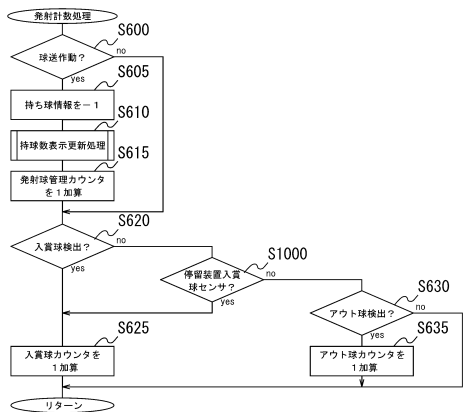 発射計数処理
S600
球送作動？
no
yes
S605
持ち球情報を－１
S610
持球数表示更新処理
S615
発射球管理カウンタ
を１加算
S620
入賞球検出？
no
yes
S1000
停留装置入賞
球センサ？
no
yes
S630
アウト球検出？
no
yes
S625
入賞球カウンタを
１加算
S635
アウト球カウンタを
１加算
リターン